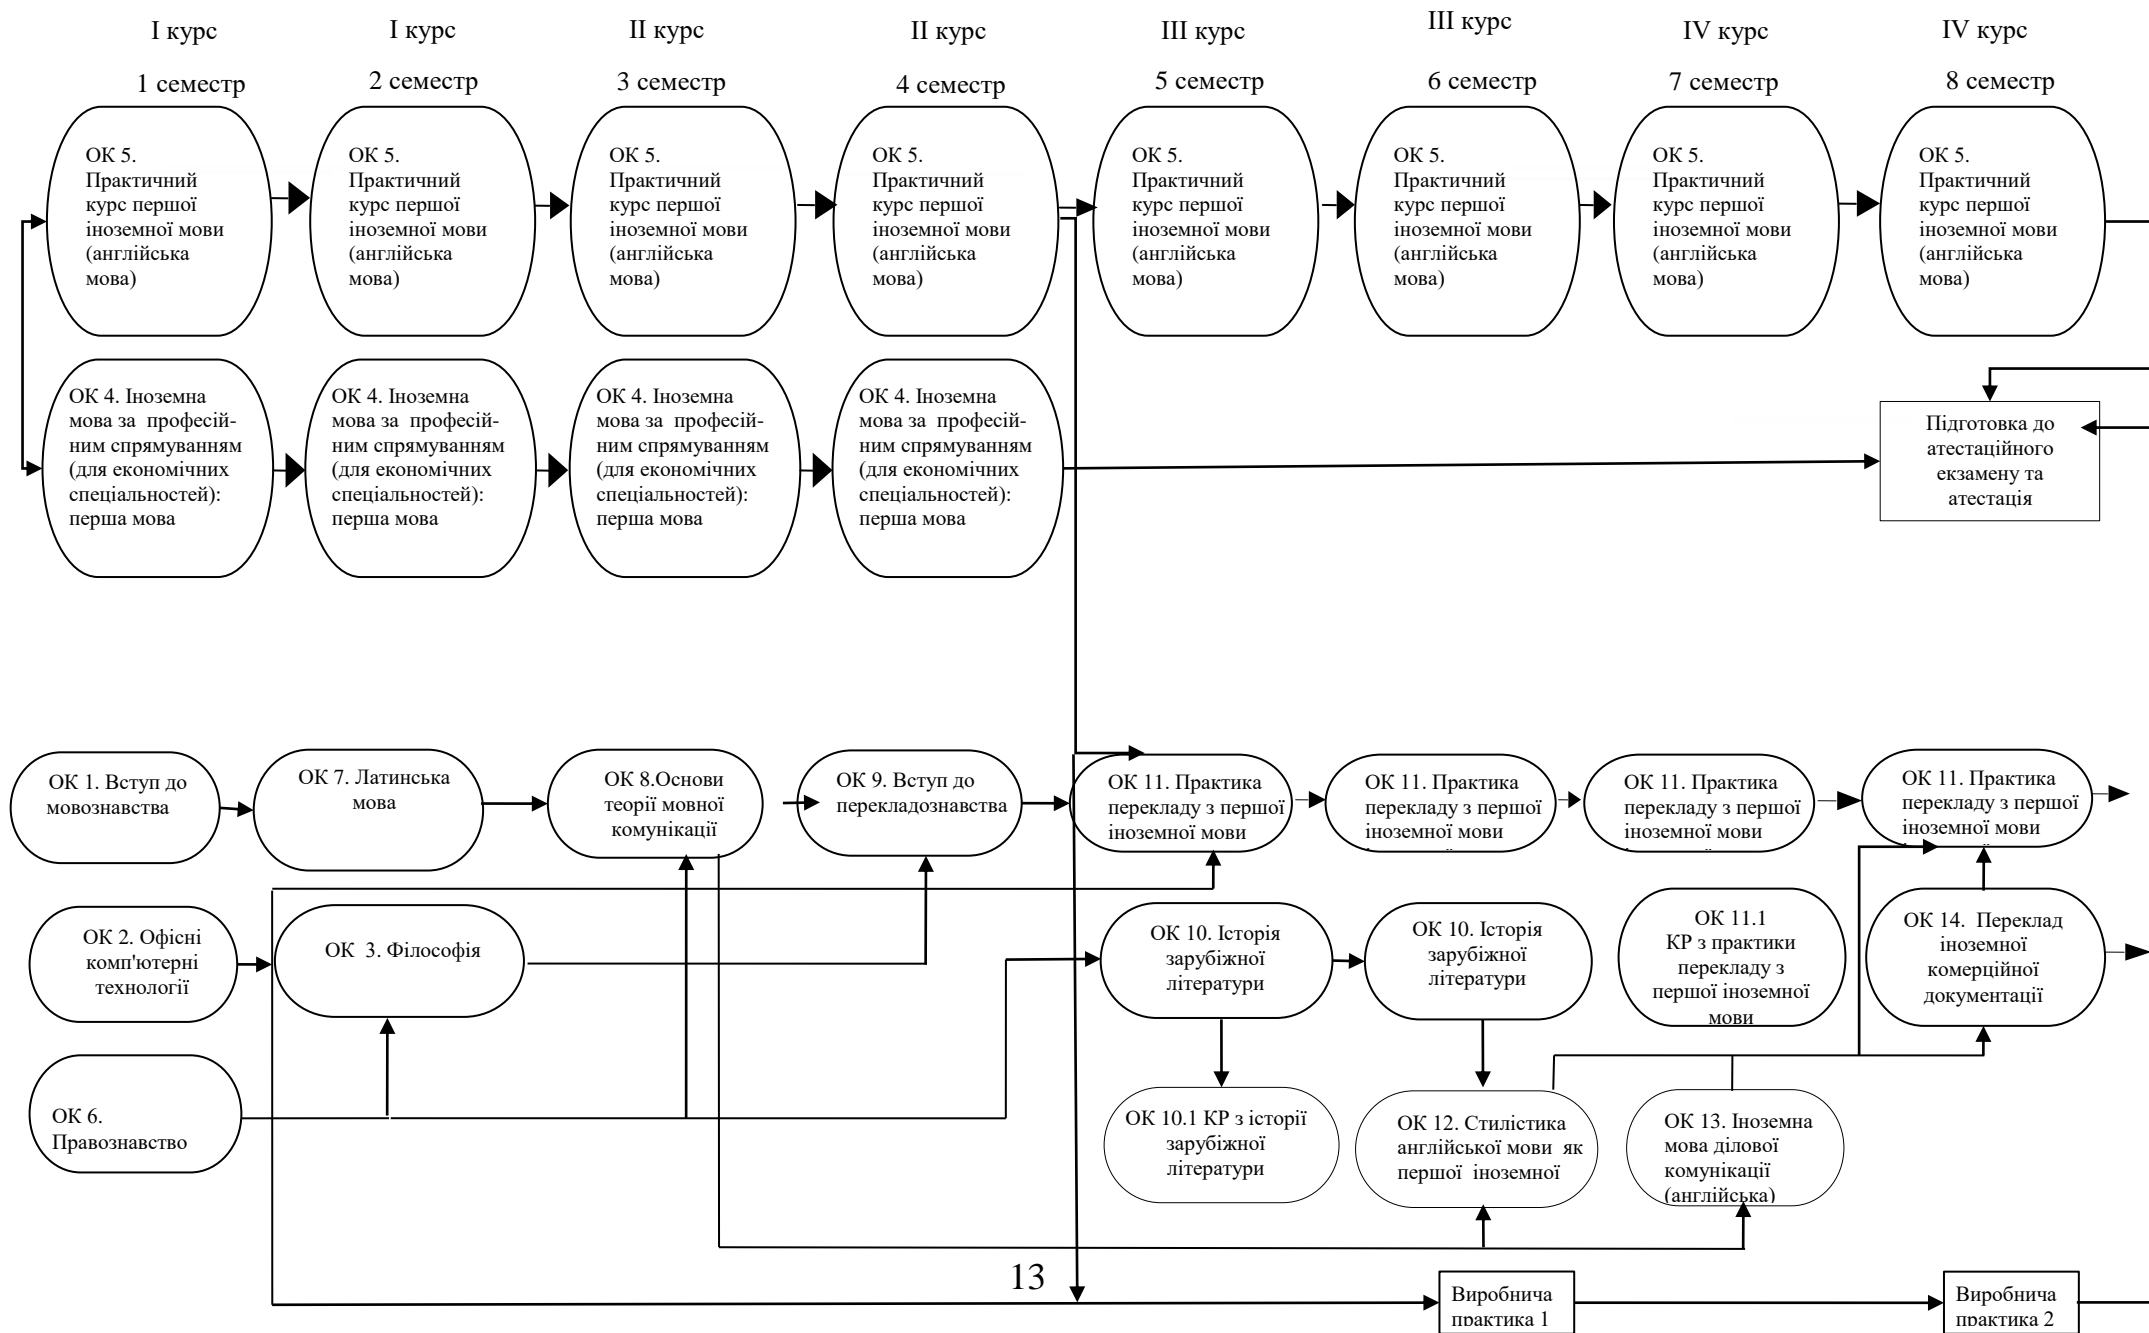 І курс
І курс
ІІ курс
ІІ курс
ІІІ курс
ІІІ курс
IV курс
IV курс
1 семестр
2 семестр
3 семестр
4 семестр
5 семестр
6 семестр
7 семестр
8 семестр
ОК 5.
Практичний
курс першої
іноземної мови
(англійська
мова)
ОК 5.
Практичний
курс першої
іноземної мови
(англійська
мова)
ОК 5.
Практичний
курс першої
іноземної мови
(англійська
мова)
ОК 5.
Практичний
курс першої
іноземної мови
(англійська
мова)
ОК 5.
Практичний
курс першої
іноземної мови
(англійська
мова)
ОК 5.
Практичний
курс першої
іноземної мови
(англійська
мова)
ОК 5.
Практичний
курс першої
іноземної мови
(англійська
мова)
ОК 5.
Практичний
курс першої
іноземної мови
(англійська
мова)
ОК 4. Іноземна
мова за професій-
ним спрямуванням
(для економічних
спеціальностей):
перша мова
ОК 4. Іноземна
мова за професій-
ним спрямуванням
(для економічних
спеціальностей):
перша мова
ОК 4. Іноземна
мова за професій-
ним спрямуванням
(для економічних
спеціальностей):
перша мова
ОК 4. Іноземна
мова за професій-
ним спрямуванням
(для економічних
спеціальностей):
перша мова
Підготовка до
атестаційного
екзамену та
атестація
ОК 1. Вступ до
мовознавства
ОК 7. Латинська
мова
ОК 8.Основи
теорії мовної
комунікації
ОК 9. Вступ до
перекладознавства
ОК 11. Практика
перекладу з першої
іноземної мови
ОК 11. Практика
перекладу з першої
іноземної мови
ОК 11. Практика
перекладу з першої
іноземної мови
ОК 11. Практика
перекладу з першої
іноземної мови
ОК 2. Офісні
комп'ютерні
технології
ОК 3. Філософія
ОК 10. Історія
зарубіжної
літератури
ОК 10. Історія
зарубіжної
літератури
ОК 11.1
КР з практики
перекладу з
першої іноземної
мови
ОК 14. Переклад
іноземної
комерційної
документації
ОК 6.
Правознавство
ОК 10.1 КР з історії
зарубіжної
літератури
ОК 12. Стилістика
англійської мови як
першої іноземної
ОК 13. Іноземна
мова ділової
комунікації
(англійська)
13
Виробнича
практика 1
Виробнича
практика 2